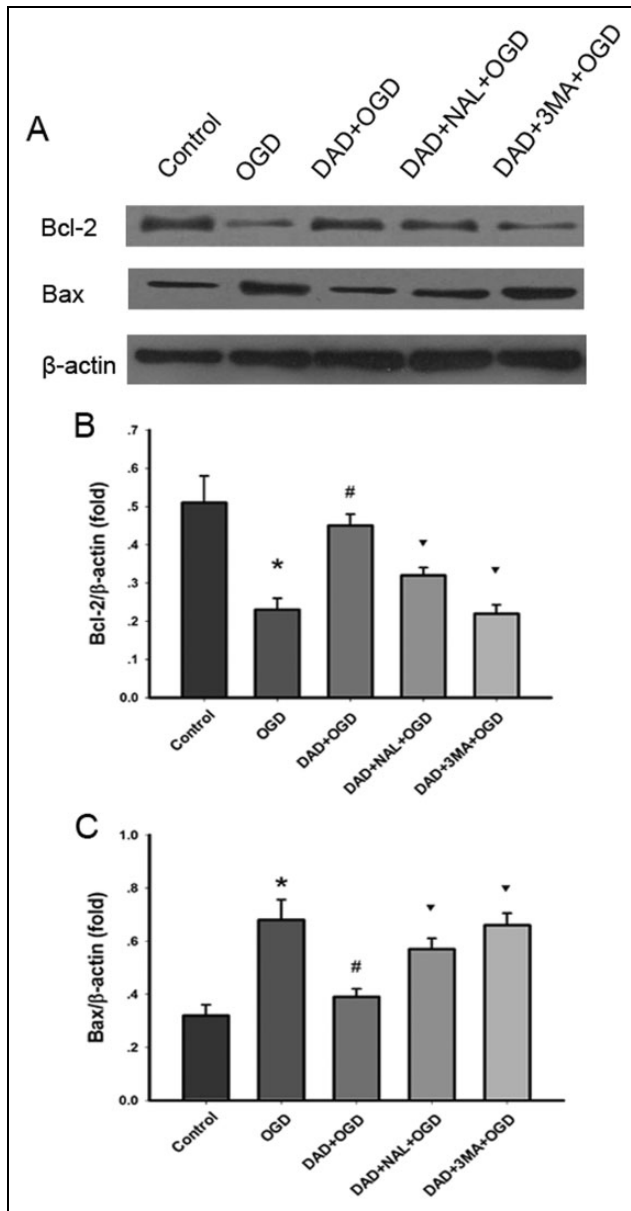 A
Control
OGD
DAD+OGD
DAD+NAL+OGD
DAD+3MA+OGD
Bcl-2
Bax
β-actin
B
Bcl-2/β-actin (fold)
.7
.6
.5
.4
.3
.2
.1
0.0
*
#
▼
▼
Control
OGD
DAD+OGD
DAD+NAL+OGD
DAD+3MA+OGD
C
Bax/β-actin (fold)
1.0
.8
.6
.4
.2
0.0
*
#
▼
▼
Control
OGD
DAD+OGD
DAD+NAL+OGD
DAD+3MA+OGD